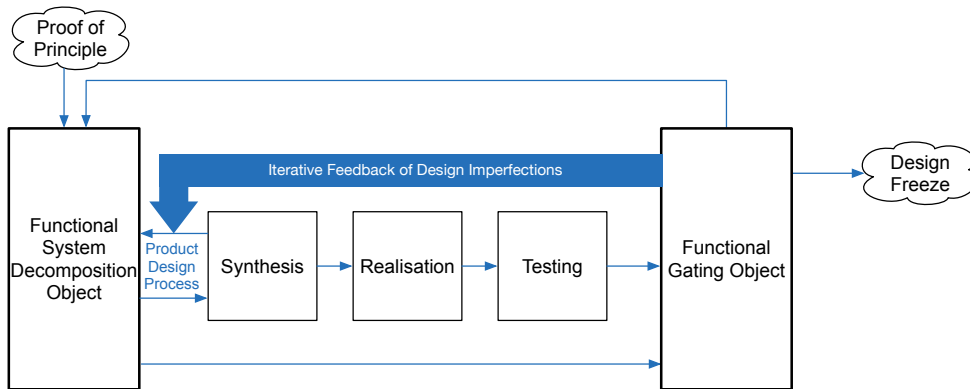 Proof of
Principle
Iterative Feedback of Design Imperfections
Design
Freeze
Functional
System
Decomposition
Object
Product
Design
Process
Synthesis
Realisation
Testing
Functional
Gating Object